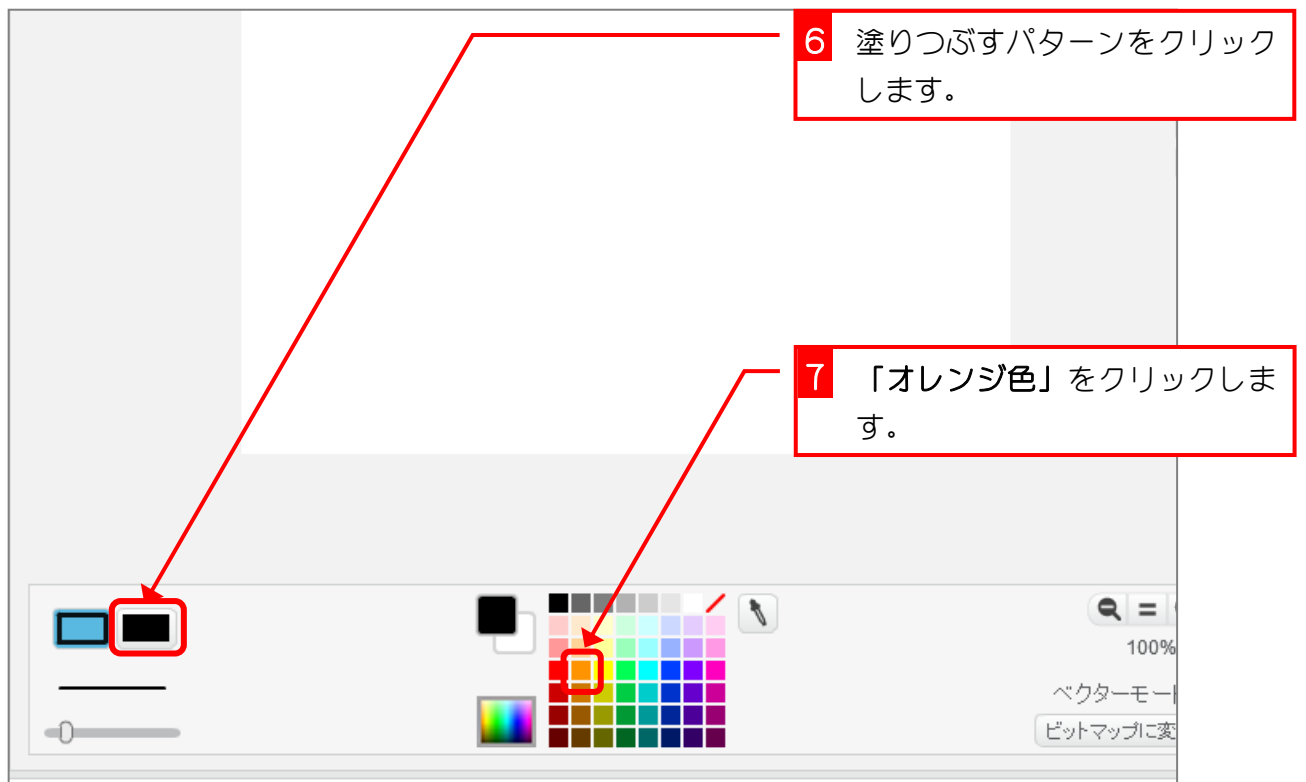 6 塗りつぶすパターンをクリック
します。
7 「オレンジ色」をクリックしま
す。
100%
ベクターモー
ビットマップに変